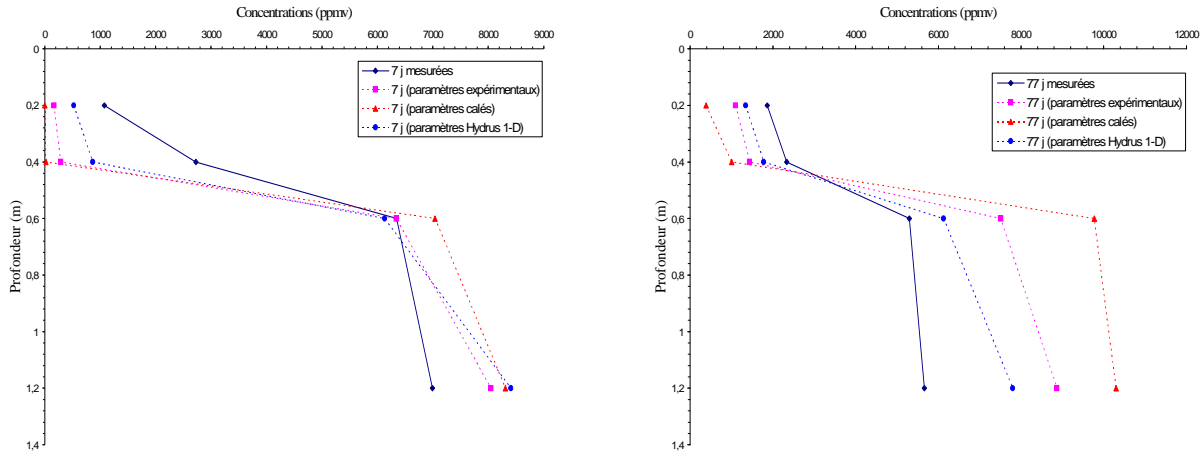 Concentrations (ppmv)
0 1000 2000 3000 4000 5000 6000 7000 8000 9000
0
0,2
0,4
0,6
0,8
1
1,2
1,4
Profondeur (m)
7 j mesurées
7 j (paramètres expérimentaux)
7 j (paramètres calés)
7 j (paramètres Hydrus 1-D)
Concentrations (ppmv)
0 2000 4000 6000 8000 10000 12000
0
0,2
0,4
0,6
0,8
1
1,2
1,4
Profondeur (m)
77 j mesurées
77 j (paramètres expérimentaux)
77 j (paramètres calés)
77 j (paramètres Hydrus 1-D)